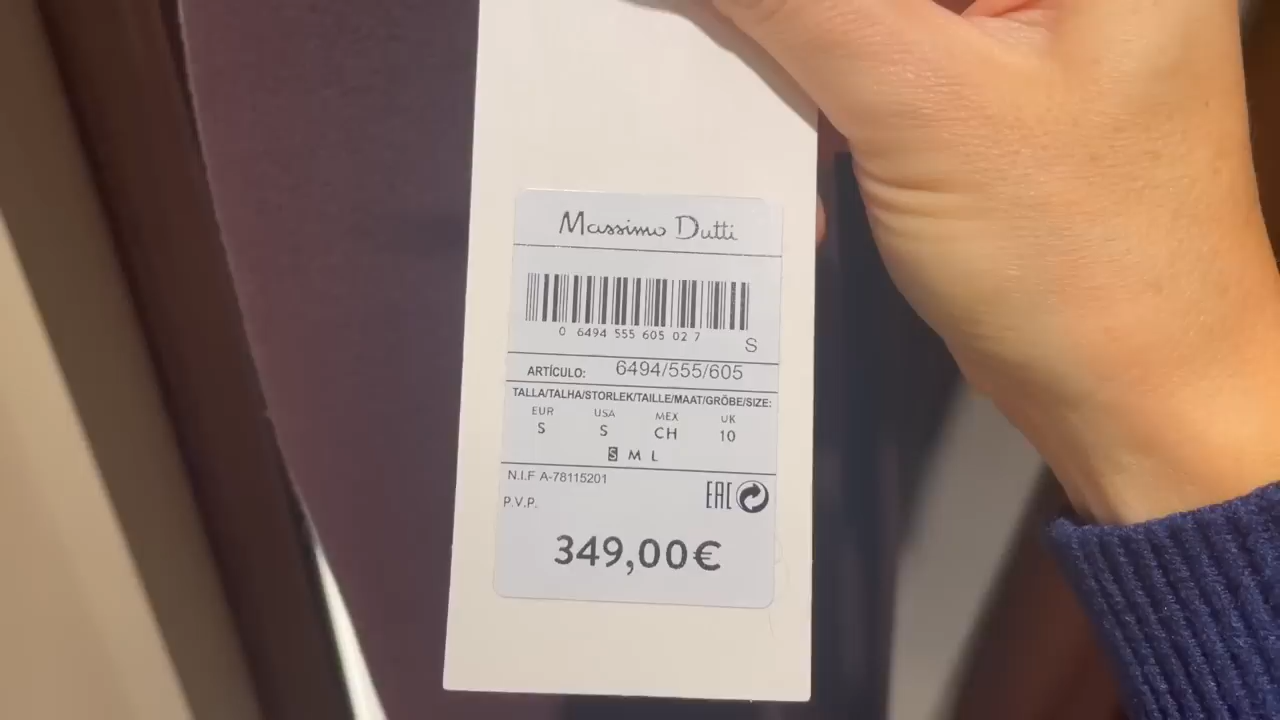 Massimo Dutti
0 6494 555 605 02 7
S
ARTÍCULO: 6494/555/605
TALLA/TALHA/STORLEK/TAILLE/MAAT/GRÖBE/SIZE:
EUR USA MEX UK
S S CH 10
S M L
N.I.F A-78115201
P.V.P. EAC
349,00€